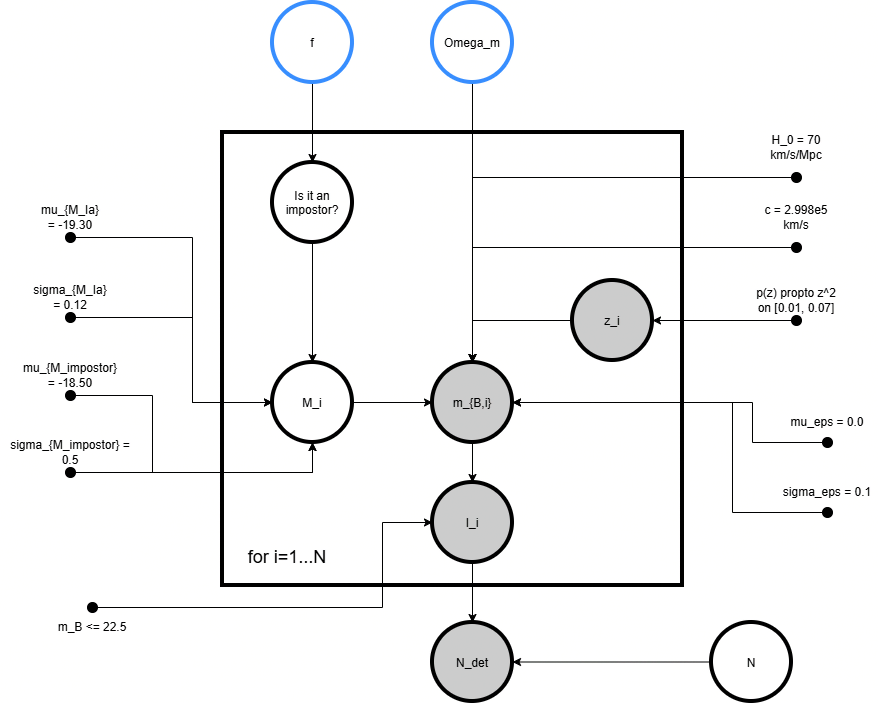 f
Omega_m
H_0 = 70
km/s/Mpc
Is it an
impostor?
mu_{M_Ia}
= -19.30
c = 2.998e5
km/s
sigma_{M_Ia}
= 0.12
z_i
p(z) propto z^2
on [0.01, 0.07]
mu_{M_impostor}
= -18.50
M_i
m_{B,i}
mu_eps = 0.0
sigma_{M_impostor} =
0.5
sigma_eps = 0.1
I_i
for i=1...N
m_B <= 22.5
N_det
N